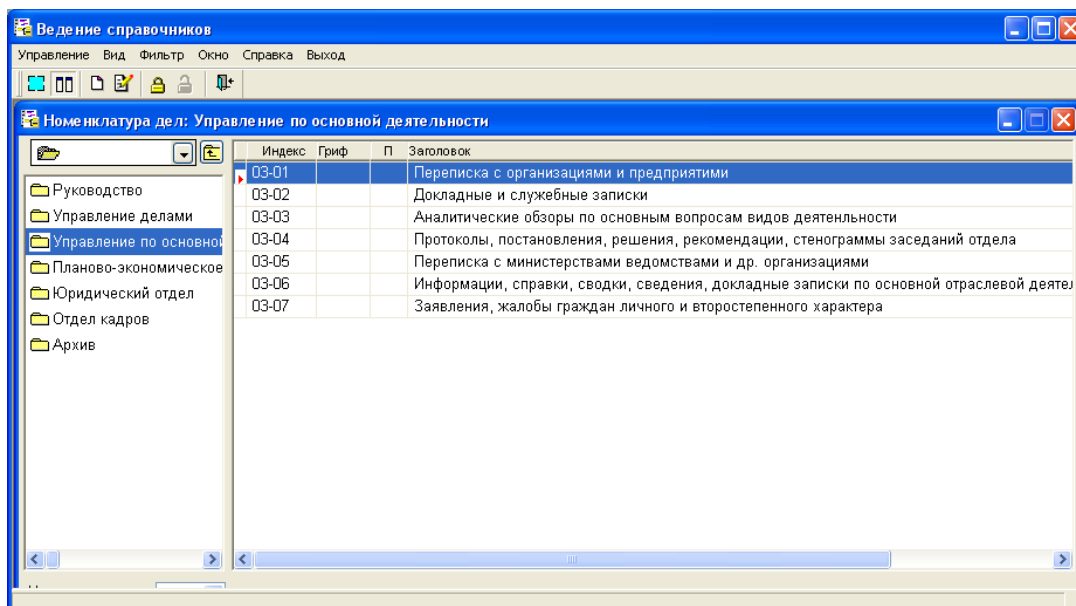 Ведение справочников
Управление Вид Фильтр Окно Справка Выход
Номенклатура дел: Управление по основной деятельности
Индекс Гриф П Заголовок
Руководство
Управление делами
Управление по основной
Планово-экономическое
Юридический отдел
Отдел кадров
Архив
03-01 Переписка с организациями и предприятими
03-02 Докладные и служебные записки
03-03 Аналитические обзоры по основным вопросам видов деятенльности
03-04 Протоколы, постановления, решения, рекомендации, стенограммы заседаний отдела
03-05 Переписка с министерствами ведомствами и др. организациями
03-06 Информации, справки, сводки, сведения, докладные записки по основной отраслевой деятел
03-07 Заявления, жалобы граждан личного и второстепенного характера